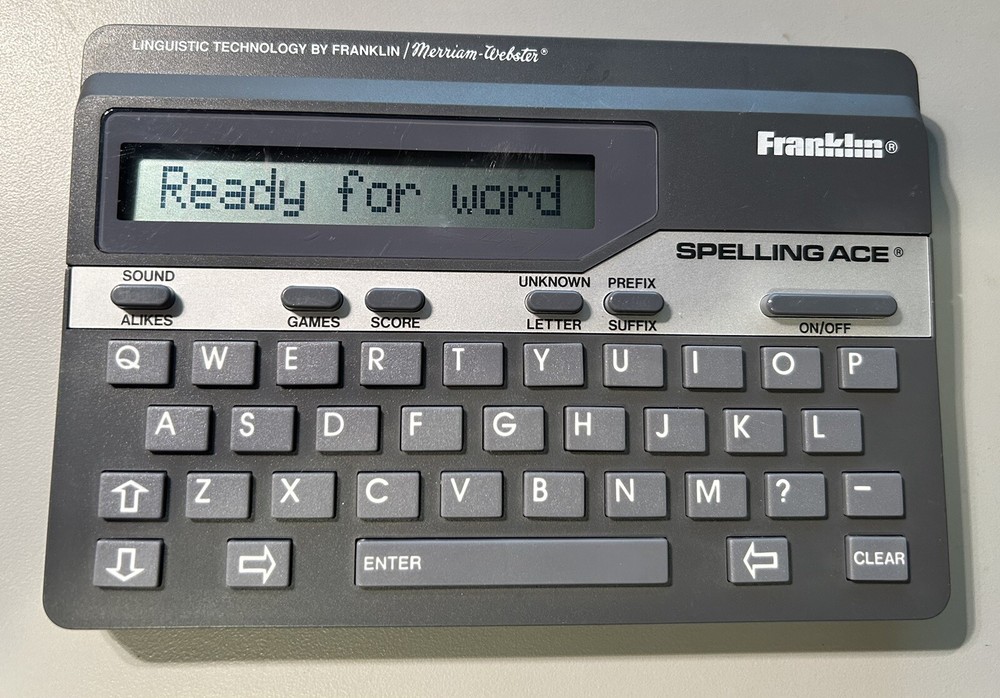 LINGUISTIC TECHNOLOGY BY FRANKLIN / Merriam-Webster®
Franklin®
Ready for word
SPELLING ACE®
SOUND ALIKES
GAMES
SCORE
UNKNOWN LETTER
PREFIX SUFFIX
ON/OFF
Q W E R T Y U I O P
A S D F G H J K L
Z X C V B N M ? -
ENTER CLEAR